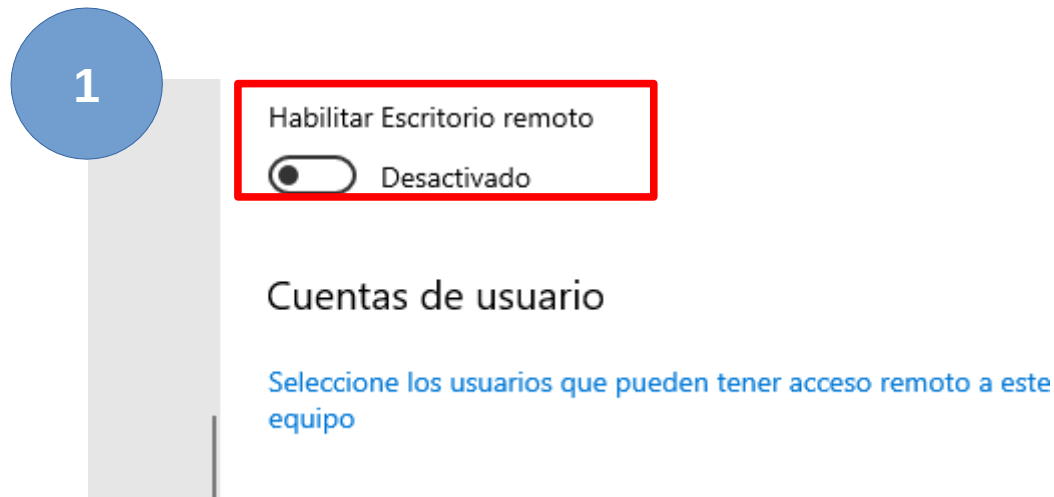 1
Habilitar Escritorio remoto
Desactivado
Cuentas de usuario
Seleccione los usuarios que pueden tener acceso remoto a este
equipo